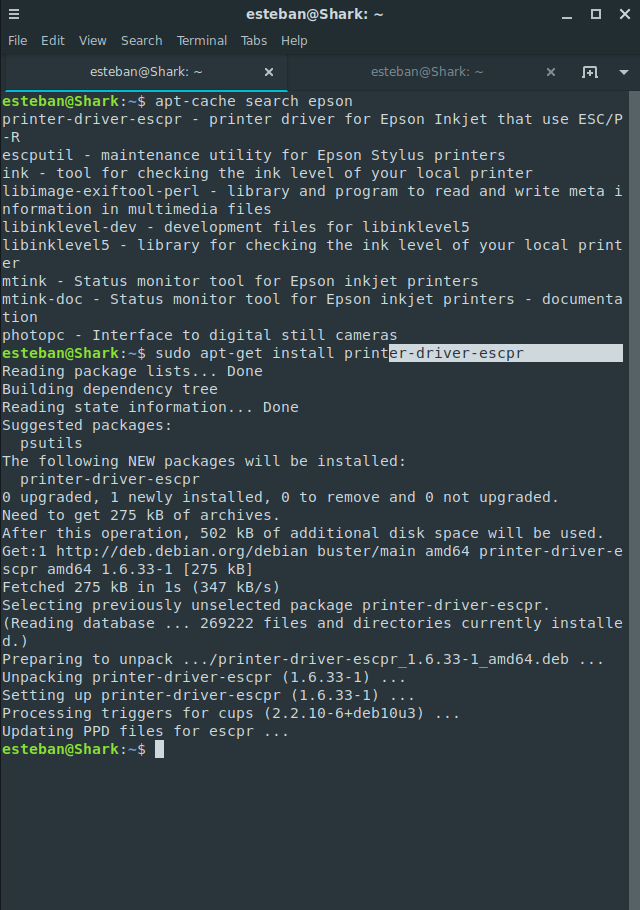 esteban@Shark: ~
File Edit View Search Terminal Tabs Help
esteban@Shark: ~ esteban@Shark: ~
esteban@Shark:~$ apt-cache search epson
printer-driver-escpr - printer driver for Epson Inkjet that use ESC/P
-R
escputil - maintenance utility for Epson Stylus printers
ink - tool for checking the ink level of your local printer
libimage-exiftool-perl - library and program to read and write meta i
nformation in multimedia files
libinklevel-dev - development files for libinklevel5
libinklevel5 - library for checking the ink level of your local print
er
mtink - Status monitor tool for Epson inkjet printers
mtink-doc - Status monitor tool for Epson inkjet printers - documenta
tion
photopc - Interface to digital still cameras
esteban@Shark:~$ sudo apt-get install printer-driver-escpr
Reading package lists... Done
Building dependency tree
Reading state information... Done
Suggested packages:
  psutils
The following NEW packages will be installed:
  printer-driver-escpr
0 upgraded, 1 newly installed, 0 to remove and 0 not upgraded.
Need to get 275 kB of archives.
After this operation, 502 kB of additional disk space will be used.
Get:1 http://deb.debian.org/debian buster/main amd64 printer-driver-e
scpr amd64 1.6.33-1 [275 kB]
Fetched 275 kB in 1s (347 kB/s)
Selecting previously unselected package printer-driver-escpr.
(Reading database ... 269222 files and directories currently installe
d.)
Preparing to unpack .../printer-driver-escpr_1.6.33-1_amd64.deb ...
Unpacking printer-driver-escpr (1.6.33-1) ...
Setting up printer-driver-escpr (1.6.33-1) ...
Processing triggers for cups (2.2.10-6+deb10u3) ...
Updating PPD files for escpr ...
esteban@Shark:~$